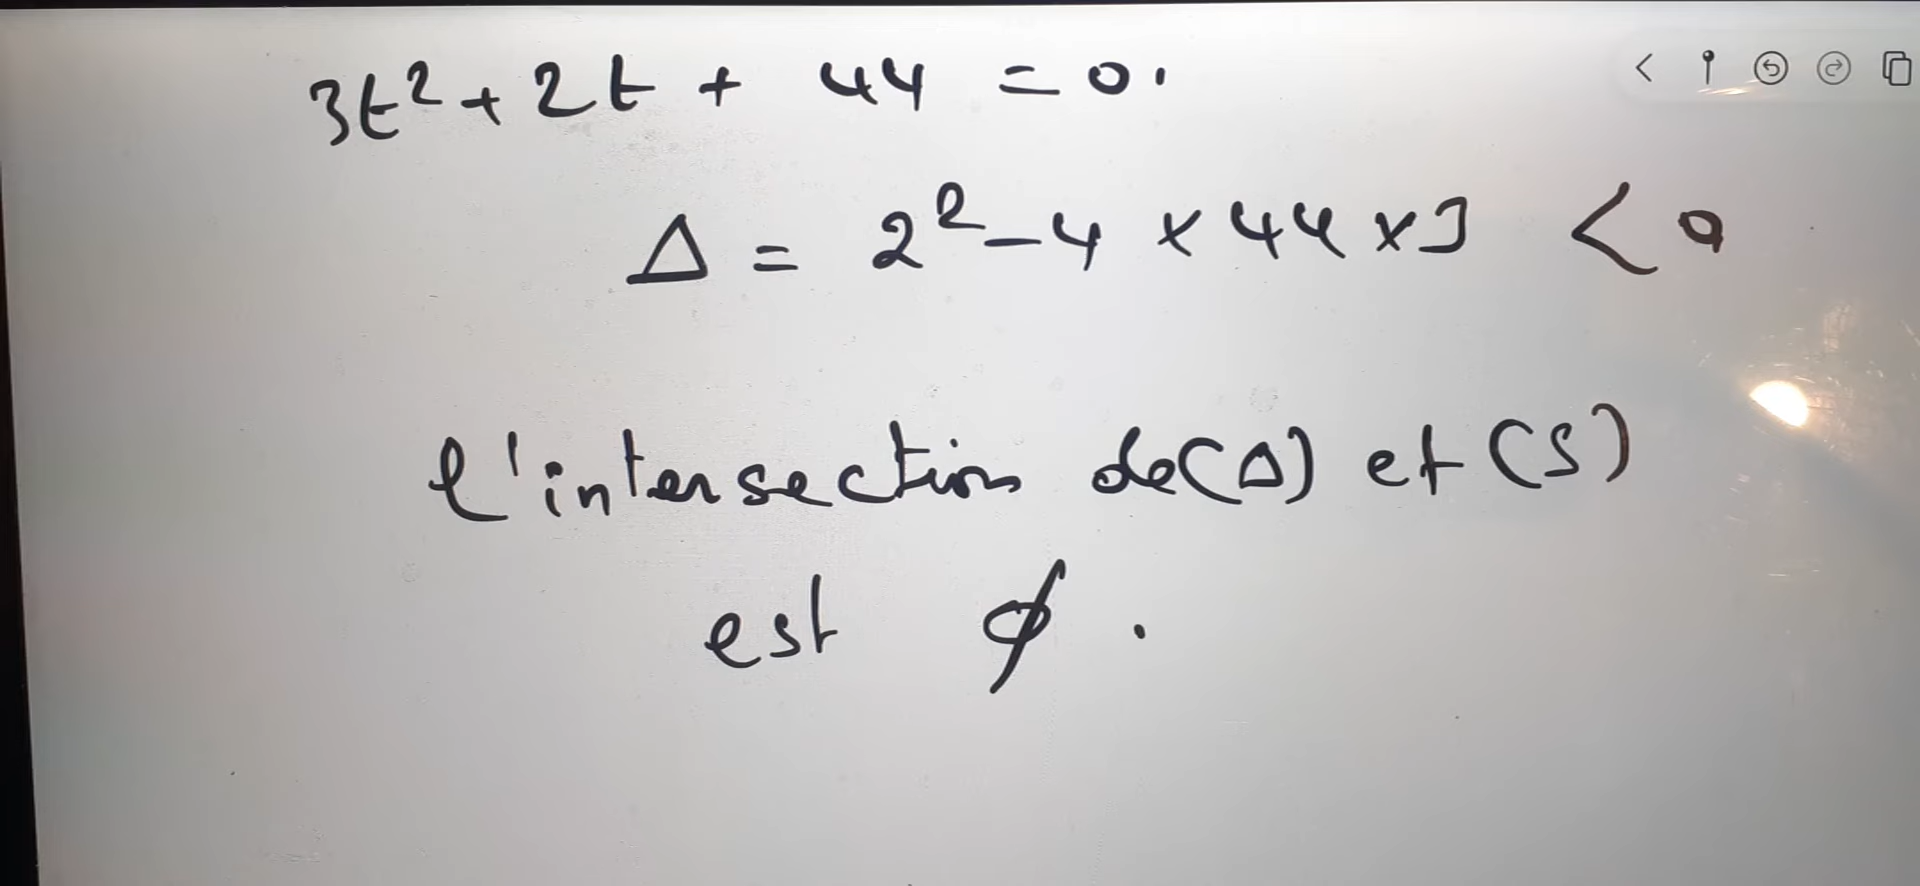 3t² + 2t + 44 = 0.
Δ = 2² - 4 × 44 × 3 < 0
l'intersection de (Δ) et (S)
est ∅.